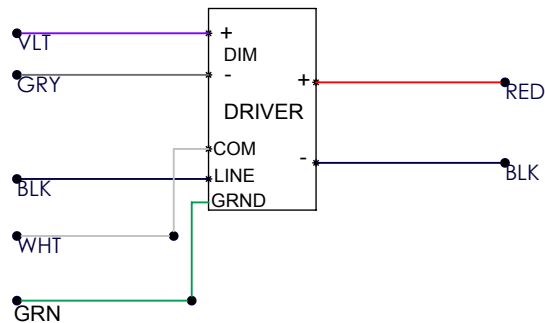 VLT
+
DIM
GRY
-
+
RED
DRIVER
COM
-
BLK
LINE
BLK
GRND
WHT
GRN